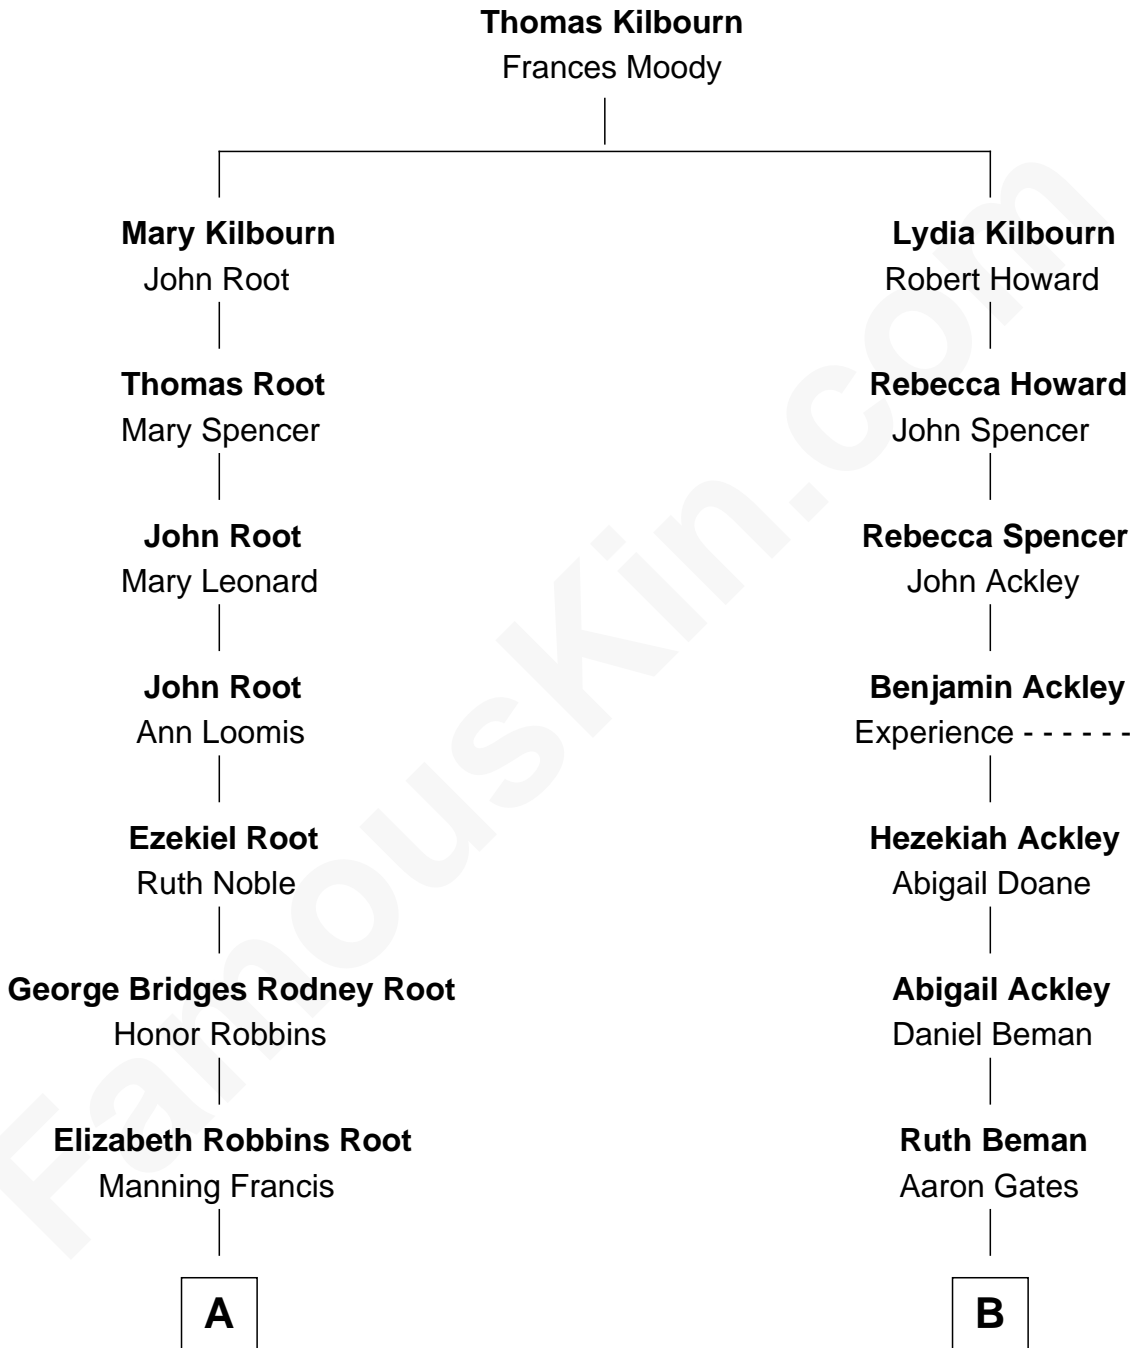 Thomas Kilbourn
Frances Moody
Mary Kilbourn
John Root
Lydia Kilbourn
Robert Howard
Thomas Root
Mary Spencer
Rebecca Howard
John Spencer
John Root
Mary Leonard
Rebecca Spencer
John Ackley
John Root
Ann Loomis
Benjamin Ackley
Experience - - - - - -
Ezekiel Root
Ruth Noble
Hezekiah Ackley
Abigail Doane
George Bridges Rodney Root
Honor Robbins
Abigail Ackley
Daniel Beman
Elizabeth Robbins Root
Manning Francis
Ruth Beman
Aaron Gates
A
B
FamousKin.com